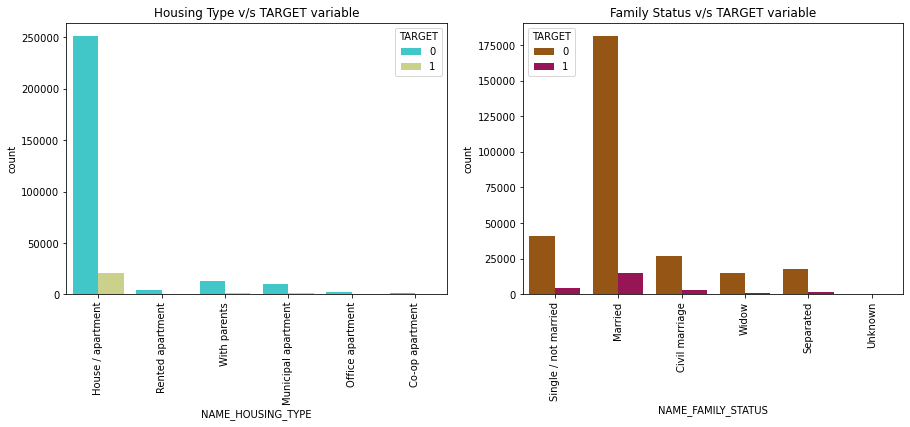 Housing Type v/s TARGET variable
TARGET
0
1
count
250000
200000
150000
100000
50000
0
House / apartment
Rented apartment
With parents
Municipal apartment
Office apartment
Co-op apartment
NAME_HOUSING_TYPE
Family Status v/s TARGET variable
TARGET
0
1
count
175000
150000
125000
100000
75000
50000
25000
0
Single / not married
Married
Civil marriage
Widow
Separated
Unknown
NAME_FAMILY_STATUS